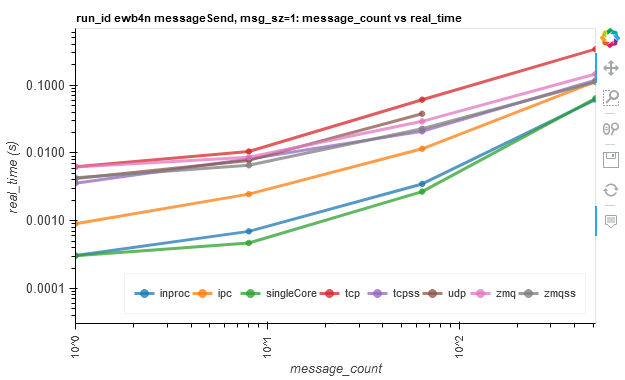 run_id ewb4n messageSend, msg_sz=1: message_count vs real_time
real_time (s)
0.1000
0.0100
0.0010
0.0001
inproc ipc singleCore tcp tcpss udp zmq zmqss
10^0 10^1 10^2
message_count